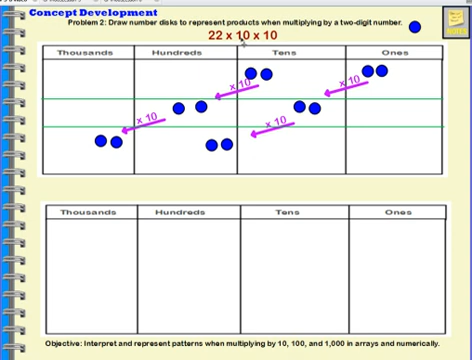 Concept Development
Problem 2: Draw number disks to represent products when multiplying by a two-digit number.
22 x 10 x 10
Thousands Hundreds Tens Ones
x 10 x 10
x 10 x 10
Thousands Hundreds Tens Ones
Objective: Interpret and represent patterns when multiplying by 10, 100, and 1,000 in arrays and numerically.